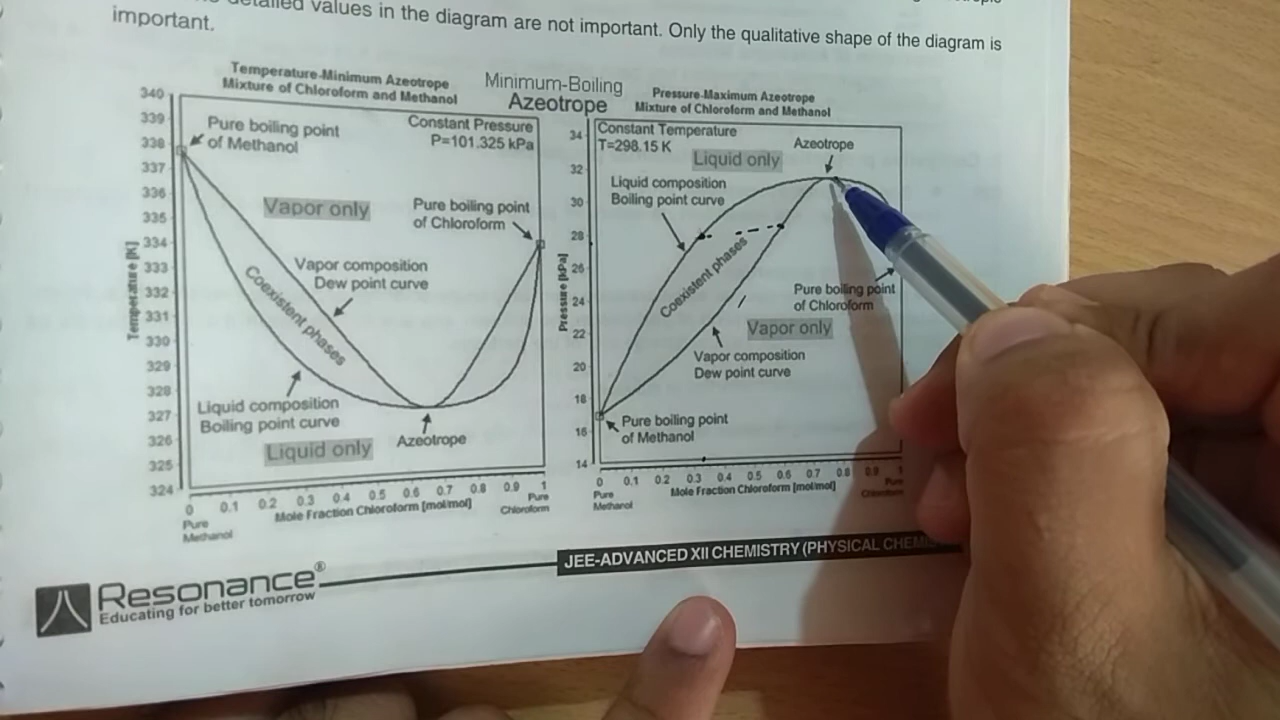 detailed values in the diagram are not important. Only the qualitative shape of the diagram is
important.
Minimum-Boiling
Azeotrope
Temperature-Minimum Azeotrope
Mixture of Chloroform and Methanol
340
339
338
337
336
335
334
333
332
331
330
329
328
327
326
325
324
Temperature [K]
Pure boiling point
of Methanol
Constant Pressure
P=101.325 kPa
Vapor only
Pure boiling point
of Chloroform
Vapor composition
Dew point curve
Coexistent phases
Liquid composition
Boiling point curve
Liquid only
Azeotrope
0 0.1 0.2 0.3 0.4 0.5 0.6 0.7 0.8 0.9 1
Pure
Methanol
Mole Fraction Chloroform [mol/mol]
Pure
Chloroform
Pressure-Maximum Azeotrope
Mixture of Chloroform and Methanol
34
32
30
28
26
24
22
20
18
16
14
Pressure [kPa]
Constant Temperature
T=298.15 K
Liquid only
Azeotrope
Liquid composition
Boiling point curve
Coexistent phases
Pure boiling point
of Chloroform
Vapor only
Vapor composition
Dew point curve
Pure boiling point
of Methanol
0 0.1 0.2 0.3 0.4 0.5 0.6 0.7 0.8 0.9 1
Pure
Methanol
Mole Fraction Chloroform [mol/mol]
Pure
Chloroform
Resonance®
Educating for better tomorrow
JEE-ADVANCED XII CHEMISTRY (PHYSICAL CHEM